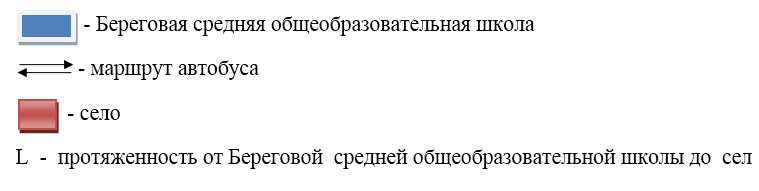 - Береговая средняя общеобразовательная школа
- маршрут автобуса
- село
L - протяженность от Береговой средней общеобразовательной школы до сел